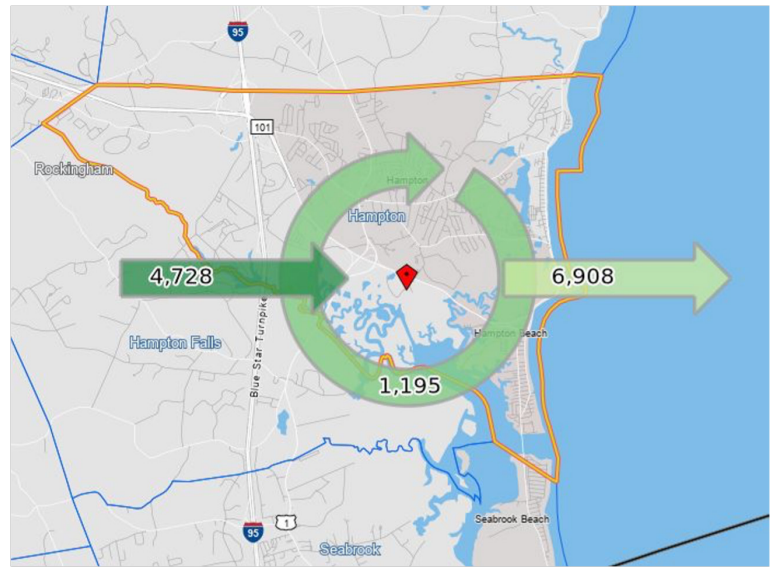 95
101
Hampton
Rockingham
Hampton
4,728
6,908
Hampton Beach
Hampton Falls
Blue Star Turnpike
1,195
Seabrook Beach
1
95
Seabrook